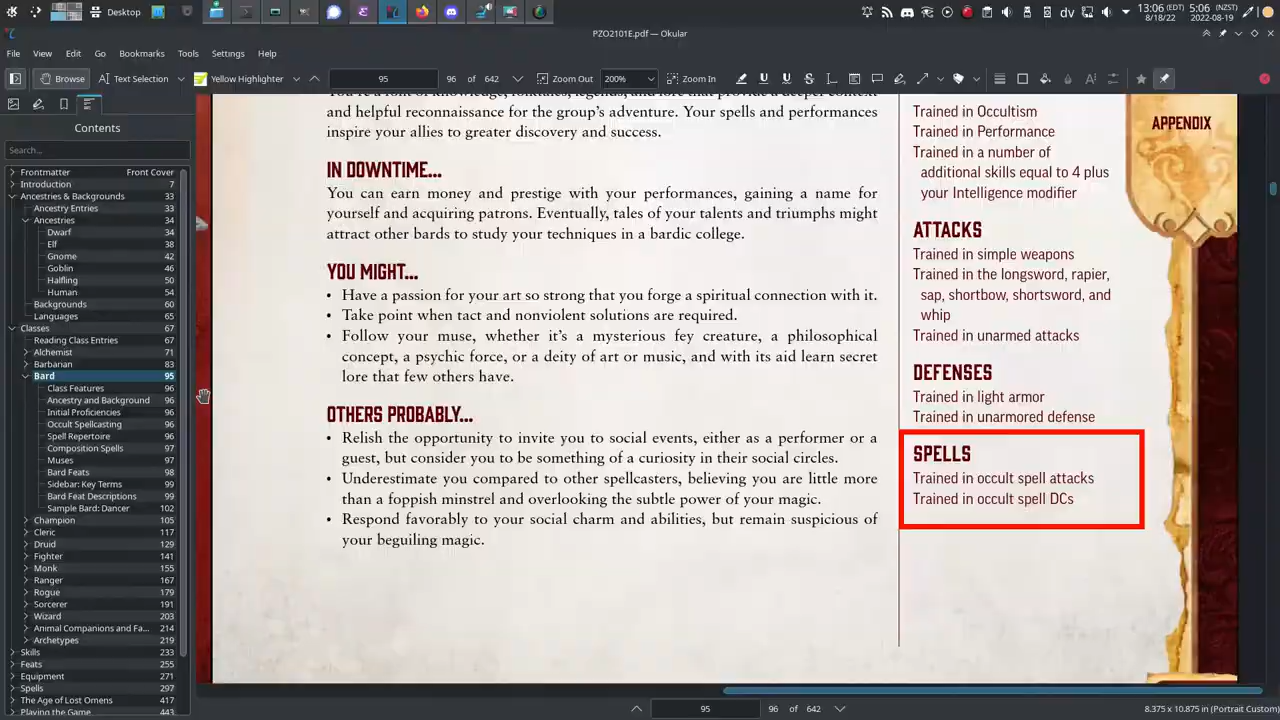 Desktop
13:06
8/18/22
5:06 (NZST)
2022-08-19
dv
PZO2101E.pdf — Okular
File View Edit Go Bookmarks Tools Settings Help
Browse Text Selection Yellow Highlighter 95 96 of 642 Zoom Out 200% Zoom In
Contents
Search...
Frontmatter Front Cover
Introduction 7
Ancestries & Backgrounds 33
Ancestry Entries 33
Ancestries 34
Dwarf 34
Elf 38
Gnome 42
Goblin 46
Halfling 50
Human 54
Backgrounds 60
Languages 65
Classes 67
Reading Class Entries 67
Alchemist 71
Barbarian 83
Bard 95
Class Features 96
Ancestry and Background 96
Initial Proficiencies 96
Occult Spellcasting 96
Spell Repertoire 96
Composition Spells 97
Muses 97
Bard Feats 98
Sidebar: Key Terms 99
Bard Feat Descriptions 99
Sample Bard: Dancer 102
Champion 105
Cleric 117
Druid 129
Fighter 141
Monk 155
Ranger 167
Rogue 179
Sorcerer 191
Wizard 203
Animal Companions and Fa... 214
Archetypes 219
Skills 233
Feats 255
Equipment 271
Spells 297
The Age of Lost Omens 417
Playing the Game 443
You're a font of knowledge, folktales, legends, and lore that provide a deeper context
and helpful reconnaissance for the group's adventure. Your spells and performances
inspire your allies to greater discovery and success.
IN DOWNTIME...
You can earn money and prestige with your performances, gaining a name for
yourself and acquiring patrons. Eventually, tales of your talents and triumphs might
attract other bards to study your techniques in a bardic college.
YOU MIGHT...
• Have a passion for your art so strong that you forge a spiritual connection with it.
• Take point when tact and nonviolent solutions are required.
• Follow your muse, whether it's a mysterious fey creature, a philosophical
concept, a psychic force, or a deity of art or music, and with its aid learn secret
lore that few others have.
OTHERS PROBABLY...
• Relish the opportunity to invite you to social events, either as a performer or a
guest, but consider you to be something of a curiosity in their social circles.
• Underestimate you compared to other spellcasters, believing you are little more
than a foppish minstrel and overlooking the subtle power of your magic.
• Respond favorably to your social charm and abilities, but remain suspicious of
your beguiling magic.
Trained in Occultism
Trained in Performance
Trained in a number of
additional skills equal to 4 plus
your Intelligence modifier
ATTACKS
Trained in simple weapons
Trained in the longsword, rapier,
sap, shortbow, shortsword, and
whip
Trained in unarmed attacks
DEFENSES
Trained in light armor
Trained in unarmored defense
SPELLS
Trained in occult spell attacks
Trained in occult spell DCs
APPENDIX
95 96 of 642
8.375 x 10.875 in (Portrait Custom)